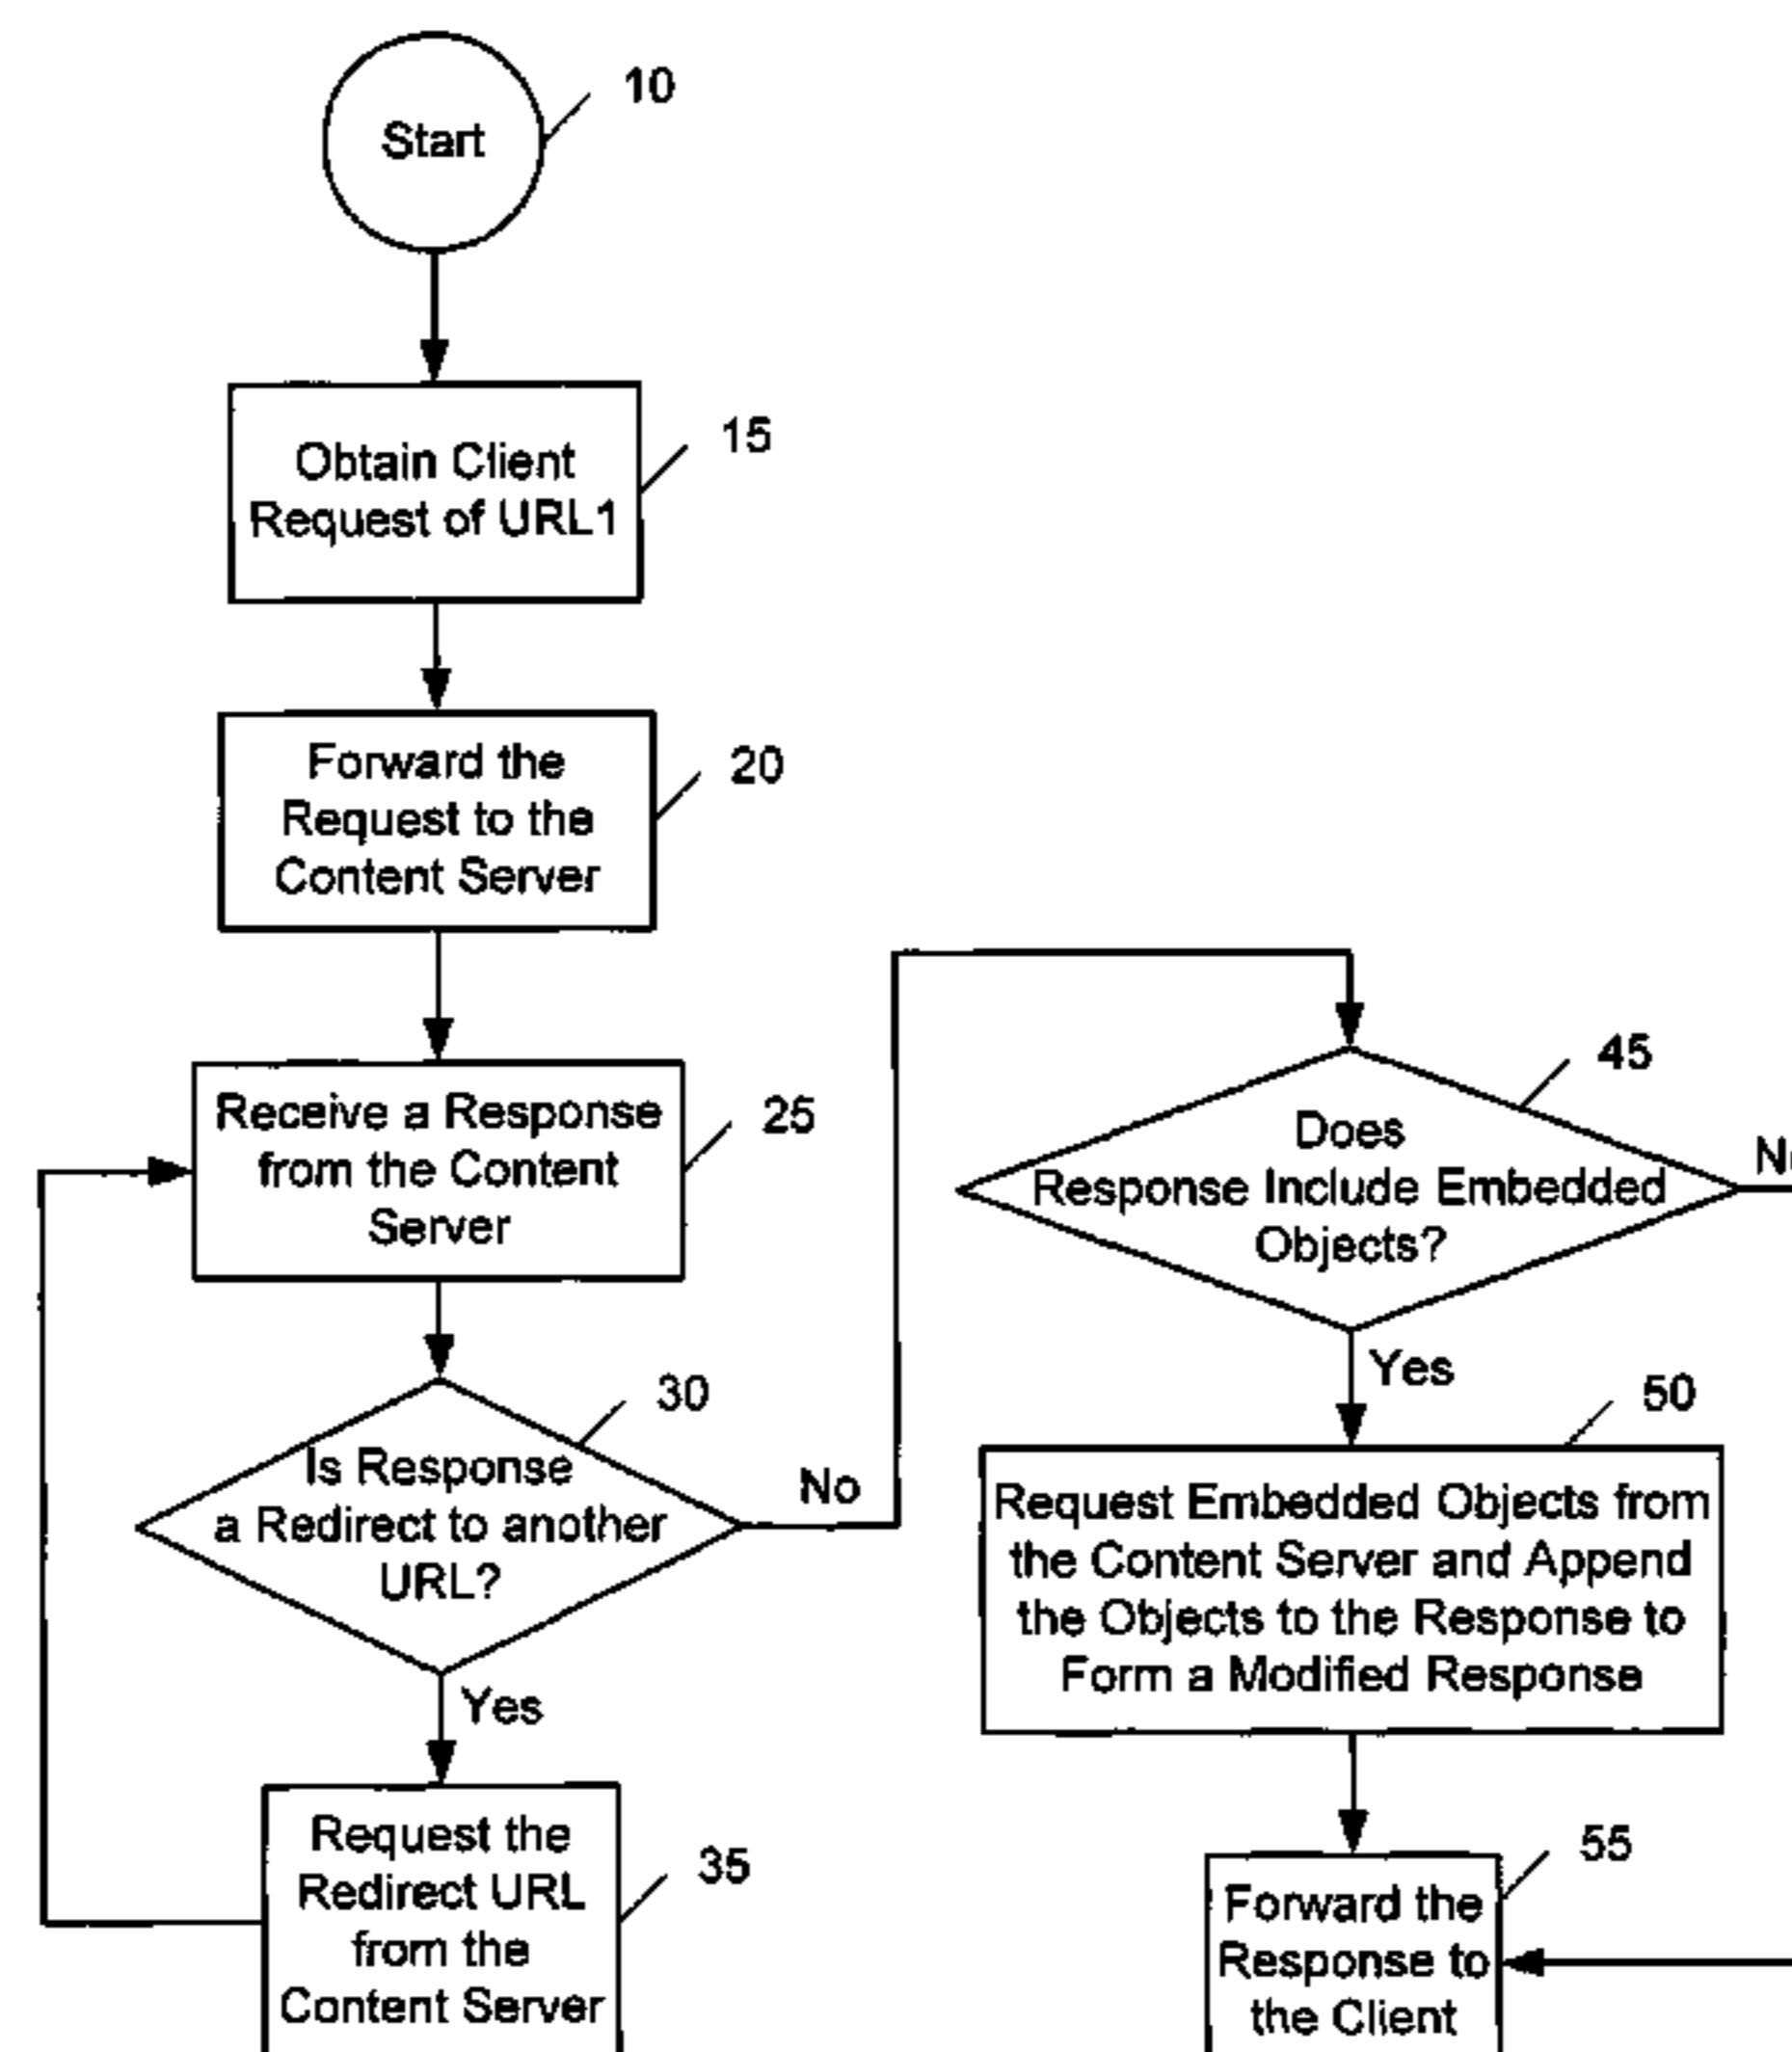 Start
10
Obtain Client
Request of URL1
15
Forward the
Request to the
Content Server
20
Receive a Response
from the Content
Server
25
Is Response
a Redirect to another
URL?
30
No
Yes
Request the
Redirect URL
from the
Content Server
35
Does
Response Include Embedded
Objects?
45
Yes
Request Embedded Objects from
the Content Server and Append
the Objects to the Response to
Form a Modified Response
50
Forward the
Response to
the Client
55